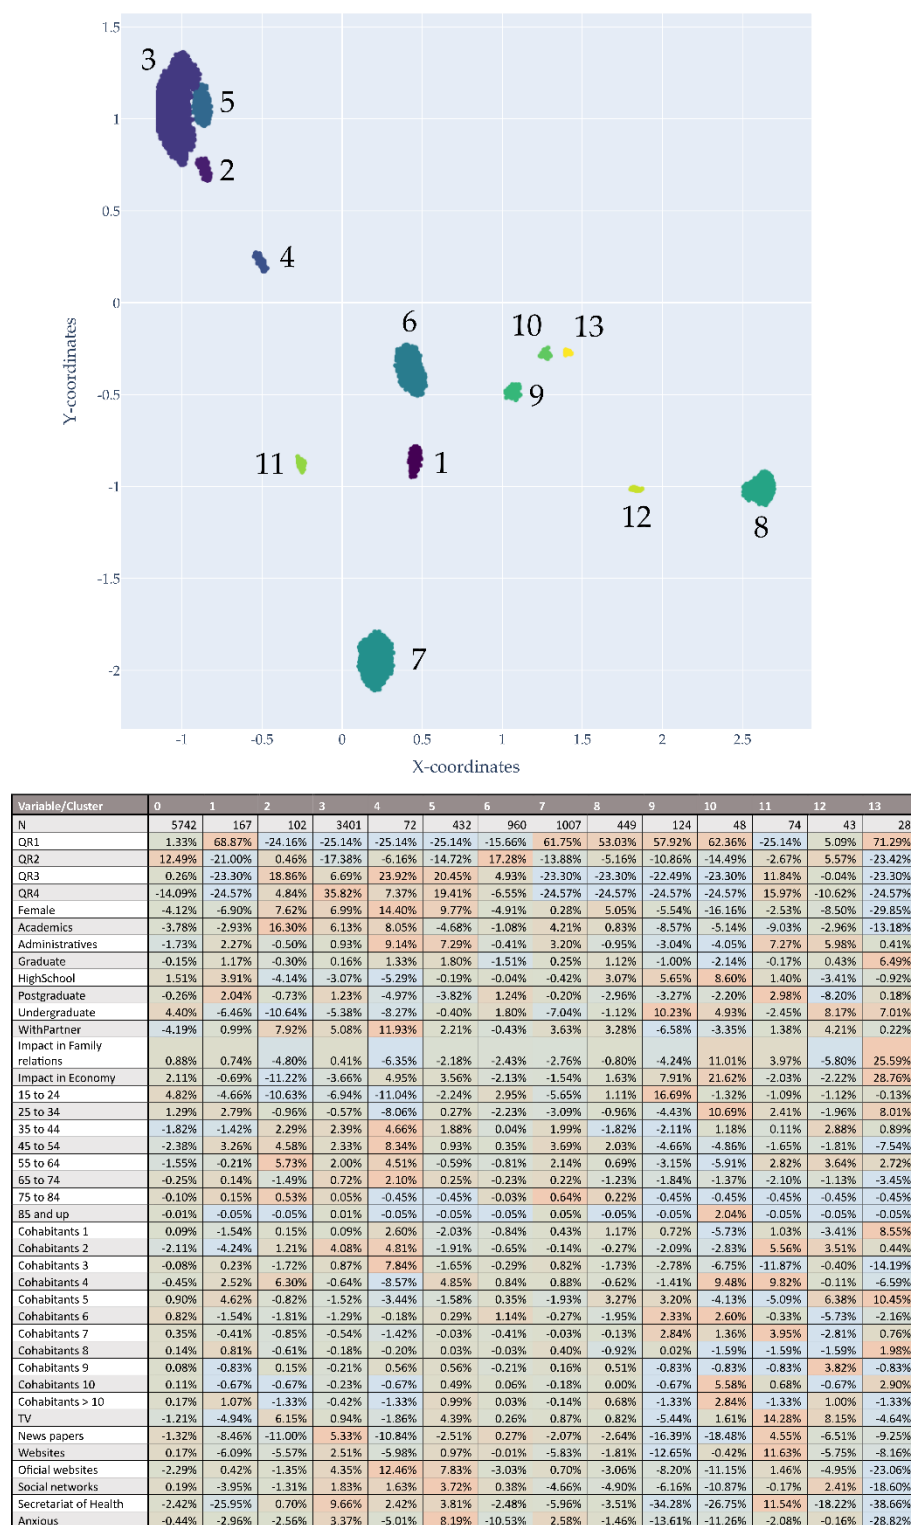 1.5
3
5
1
2
0.5
4
0
6
10
13
-0.5
9
11
1
-1
12
8
-1.5
-2
7
Y-coordinates
-1 -0.5 0 0.5 1 1.5 2 2.5
X-coordinates
Variable/Cluster 0 1 2 3 4 5 6 7 8 9 10 11 12 13
N 5742 167 102 3401 72 432 960 1007 449 124 48 74 43 28
QR1 1.33% 68.87% -24.16% -25.14% -25.14% -25.14% -15.66% 61.75% 53.03% 57.92% 62.36% -25.14% 5.09% 71.29%
QR2 12.49% -21.00% 0.46% -17.38% -6.16% -14.72% 17.28% -13.88% -5.16% -10.86% -14.49% -2.67% 5.57% -23.42%
QR3 0.26% -23.30% 18.86% 6.69% 23.92% 20.45% 4.93% -23.30% -23.30% -22.49% -23.30% 11.84% -0.04% -23.30%
QR4 -14.09% -24.57% 4.84% 35.82% 7.37% 19.41% -6.55% -24.57% -24.57% -24.57% -24.57% 15.97% -10.62% -24.57%
Female -4.12% -6.90% 7.62% 6.99% 14.40% 9.77% -4.91% 0.28% 5.05% -5.54% -16.16% -2.53% -8.50% -29.85%
Academics -3.78% -2.93% 16.30% 6.13% 8.05% -4.68% -1.08% 4.21% 0.83% -8.57% -5.14% -9.03% -2.96% -13.18%
Administratives -1.73% 2.27% -0.50% 0.93% 9.14% 7.29% -0.41% 3.20% -0.95% -3.04% -4.05% 7.27% 5.98% 0.41%
Graduate -0.15% 1.17% -0.30% 0.16% 1.33% 1.80% -1.51% 0.25% 1.12% -1.00% -2.14% -0.17% 0.43% 6.49%
HighSchool 1.51% 3.91% -4.14% -3.07% -5.29% -0.19% -0.04% -0.42% 3.07% 5.65% 8.60% 1.40% -3.41% -0.92%
Postgraduate -0.26% 2.04% -0.73% 1.23% -4.97% -3.82% 1.24% -0.20% -2.96% -3.27% -2.20% 2.98% -8.20% 0.18%
Undergraduate 4.40% -6.46% -10.64% -5.38% -8.27% -0.40% 1.80% -7.04% -1.12% 10.23% 4.93% -2.45% 8.17% 7.01%
WithPartner -4.19% 0.99% 7.92% 5.08% 11.93% 2.21% -0.43% 3.63% 3.28% -6.58% -3.35% 1.38% 4.21% 0.22%
Impact in Family
relations 0.88% 0.74% -4.80% 0.41% -6.35% -2.18% -2.43% -2.76% -0.80% -4.24% 11.01% 3.97% -5.80% 25.59%
Impact in Economy 2.11% -0.69% -11.22% -3.66% 4.95% 3.56% -2.13% -1.54% 1.63% 7.91% 21.62% -2.03% -2.22% 28.76%
15 to 24 4.82% -4.66% -10.63% -6.94% -11.04% -2.24% 2.95% -5.65% 1.11% 16.69% -1.32% -1.09% -1.12% -0.13%
25 to 34 1.29% 2.79% -0.96% -0.57% -8.06% 0.27% -2.23% -3.09% -0.96% -4.43% 10.69% 2.41% -1.96% 8.01%
35 to 44 -1.82% -1.42% 2.29% 2.39% 4.66% 1.88% 0.04% 1.99% -1.82% -2.11% 1.18% 0.11% 2.88% 0.89%
45 to 54 -2.38% 3.26% 4.58% 2.33% 8.34% 0.93% 0.35% 3.69% 2.03% -4.66% -4.86% -1.65% -1.81% -7.54%
55 to 64 -1.55% -0.21% 5.73% 2.00% 4.51% -0.59% -0.81% 2.14% 0.69% -3.15% -5.91% 2.82% 3.64% 2.72%
65 to 74 -0.25% 0.14% -1.49% 0.72% 2.10% 0.25% -0.23% 0.22% -1.23% -1.84% -1.37% -2.10% -1.13% -3.45%
75 to 84 -0.10% 0.15% 0.53% 0.05% -0.45% -0.45% -0.03% 0.64% 0.22% -0.45% -0.45% -0.45% -0.45% -0.45%
85 and up -0.01% -0.05% -0.05% 0.01% -0.05% -0.05% -0.05% 0.05% -0.05% -0.05% 2.04% -0.05% -0.05% -0.05%
Cohabitants 1 0.09% -1.54% 0.15% 0.09% 2.60% -2.03% -0.84% 0.43% 1.17% 0.72% -5.73% 1.03% -3.41% 8.55%
Cohabitants 2 -2.11% -4.24% 1.21% 4.08% 4.81% -1.91% -0.65% -0.14% -0.27% -2.09% -2.83% 5.56% 3.51% 0.44%
Cohabitants 3 -0.08% 0.23% -1.72% 0.87% 7.84% -1.65% -0.29% 0.82% -1.73% -2.78% -6.75% -11.87% -0.40% -14.19%
Cohabitants 4 -0.45% 2.52% 6.30% -0.64% -8.57% 4.85% 0.84% 0.88% -0.62% -1.41% 9.48% 9.82% -0.11% -6.59%
Cohabitants 5 0.90% 4.62% -0.82% -1.52% -3.44% -1.58% 0.35% -1.93% 3.27% 3.20% -4.13% -5.09% 6.38% 10.45%
Cohabitants 6 0.82% -1.54% -1.81% -1.29% -0.18% 0.29% 1.14% -0.27% -1.95% 2.33% 2.60% -0.33% -5.73% -2.16%
Cohabitants 7 0.35% -0.41% -0.85% -0.54% -1.42% -0.03% -0.41% -0.03% -0.13% 2.84% 1.36% 3.95% -2.81% 0.76%
Cohabitants 8 0.14% 0.81% -0.61% -0.18% -0.20% 0.03% 0.03% 0.40% -0.92% 0.02% -1.59% -1.59% -1.59% 1.98%
Cohabitants 9 0.08% -0.83% 0.15% -0.21% 0.56% 0.56% -0.21% 0.16% 0.51% -0.83% -0.83% -0.83% 3.82% -0.83%
Cohabitants 10 0.11% -0.67% -0.67% -0.23% -0.67% 0.49% 0.06% -0.18% 0.00% -0.67% 5.58% 0.68% -0.67% 2.90%
Cohabitants > 10 0.17% 1.07% -1.33% -0.42% -1.33% 0.99% 0.03% -0.14% 0.68% -1.33% 2.84% -1.33% 1.00% -1.33%
TV -1.21% -4.94% 6.15% 0.94% -1.86% 4.39% 0.26% 0.87% 0.82% -5.44% 1.61% 14.28% 8.15% -4.64%
News papers -1.32% -8.46% -11.00% 5.33% -10.84% -2.51% 0.27% -2.07% -2.64% -16.39% -18.48% 4.55% -6.51% -9.25%
Websites 0.17% -6.09% -5.57% 2.51% -5.98% 0.97% -0.01% -5.83% -1.81% -12.65% -0.42% 11.63% -5.75% -8.16%
Oficial websites -2.29% 0.42% -1.35% 4.35% 12.46% 7.83% -3.03% 0.70% -3.06% -8.20% -11.15% 1.46% -4.95% -23.06%
Social networks 0.19% -3.95% -1.31% 1.83% 1.63% 3.72% 0.38% -4.66% -4.90% -6.16% -10.87% -0.17% 2.41% -18.60%
Secretariat of Health -2.42% -25.95% 0.70% 9.66% 2.42% 3.81% -2.48% -5.96% -3.51% -34.28% -26.75% 11.54% -18.22% -38.66%
Anxious -0.44% -2.96% -2.56% 3.37% -5.01% 8.19% -10.53% 2.58% -1.46% -13.61% -11.26% -2.08% -0.16% -28.82%